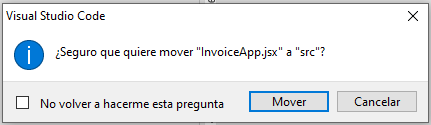 Visual Studio Code
¿Seguro que quiere mover "InvoiceApp.jsx" a "src"?
No volver a hacerme esta pregunta
Mover
Cancelar